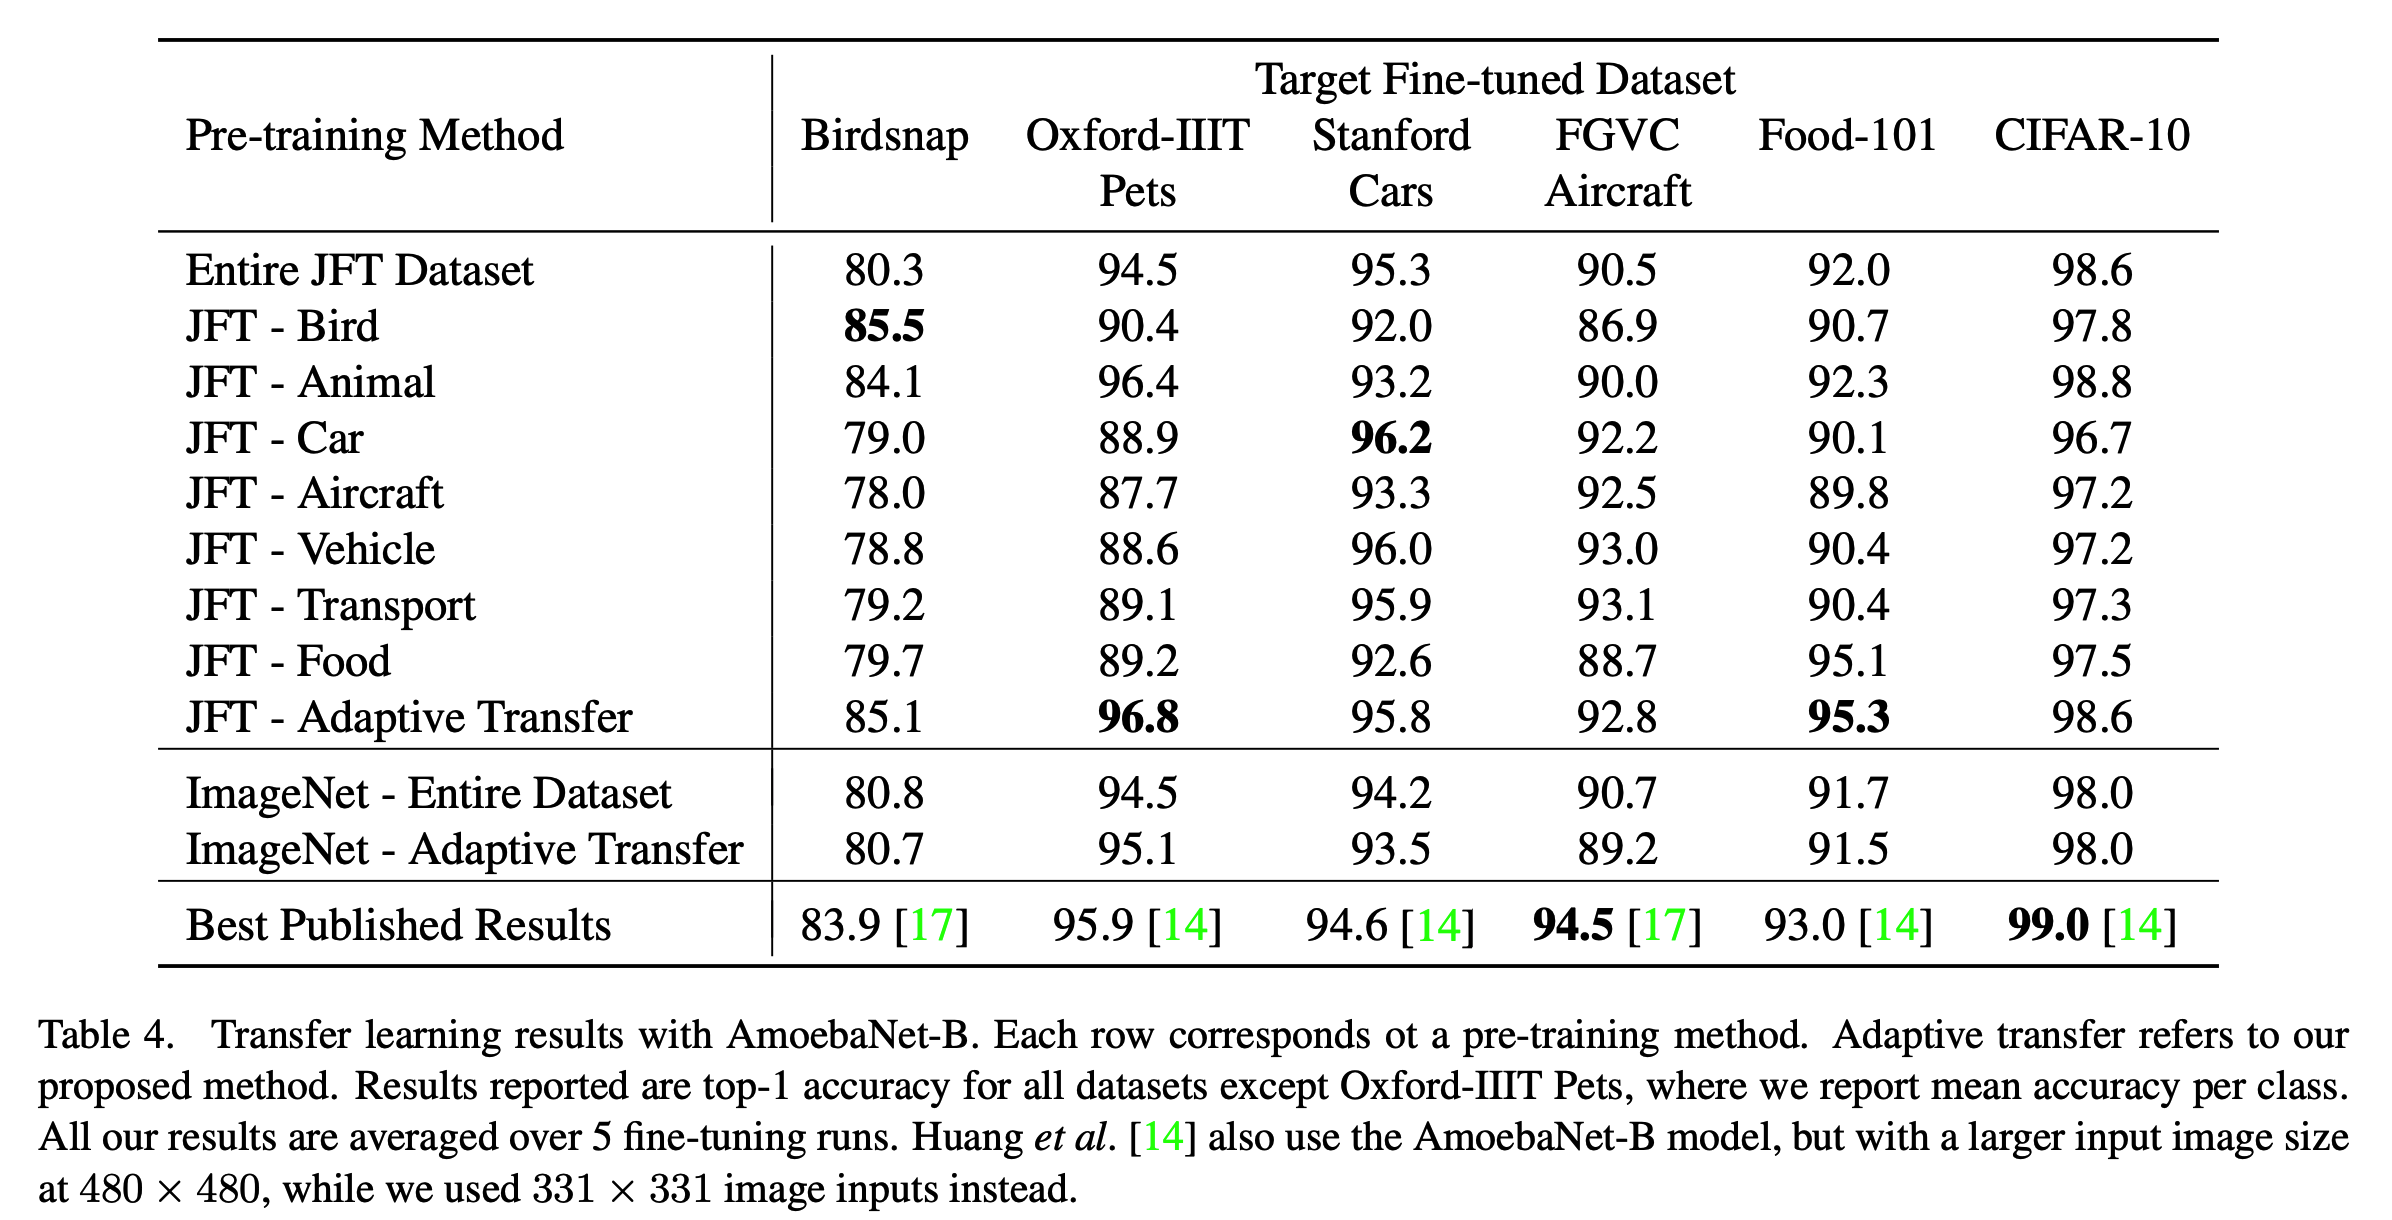 Target Fine-tuned Dataset
Pre-training Method Birdsnap Oxford-IIIT Stanford FGVC Food-101 CIFAR-10
Pets Cars Aircraft
Entire JFT Dataset 80.3 94.5 95.3 90.5 92.0 98.6
JFT - Bird 85.5 90.4 92.0 86.9 90.7 97.8
JFT - Animal 84.1 96.4 93.2 90.0 92.3 98.8
JFT - Car 79.0 88.9 96.2 92.2 90.1 96.7
JFT - Aircraft 78.0 87.7 93.3 92.5 89.8 97.2
JFT - Vehicle 78.8 88.6 96.0 93.0 90.4 97.2
JFT - Transport 79.2 89.1 95.9 93.1 90.4 97.3
JFT - Food 79.7 89.2 92.6 88.7 95.1 97.5
JFT - Adaptive Transfer 85.1 96.8 95.8 92.8 95.3 98.6
ImageNet - Entire Dataset 80.8 94.5 94.2 90.7 91.7 98.0
ImageNet - Adaptive Transfer 80.7 95.1 93.5 89.2 91.5 98.0
Best Published Results 83.9 [17] 95.9 [14] 94.6 [14] 94.5 [17] 93.0 [14] 99.0 [14]
Table 4. Transfer learning results with AmoebaNet-B. Each row corresponds ot a pre-training method. Adaptive transfer refers to our
proposed method. Results reported are top-1 accuracy for all datasets except Oxford-IIIT Pets, where we report mean accuracy per class.
All our results are averaged over 5 fine-tuning runs. Huang et al. [14] also use the AmoebaNet-B model, but with a larger input image size
at 480 × 480, while we used 331 × 331 image inputs instead.